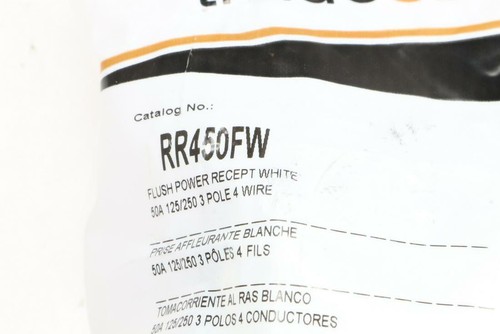 Catalog No.:
RR450FW
FLUSH POWER RECEPT WHITE
50A 125/250 3 POLE 4 WIRE
PRISE AFFLEURANTE BLANCHE
50A 125/250 3 PÔLES 4 FILS
TOMACORRIENTE AL RAS BLANCO
50A 125/250 3 POLOS 4 CONDUCTORES